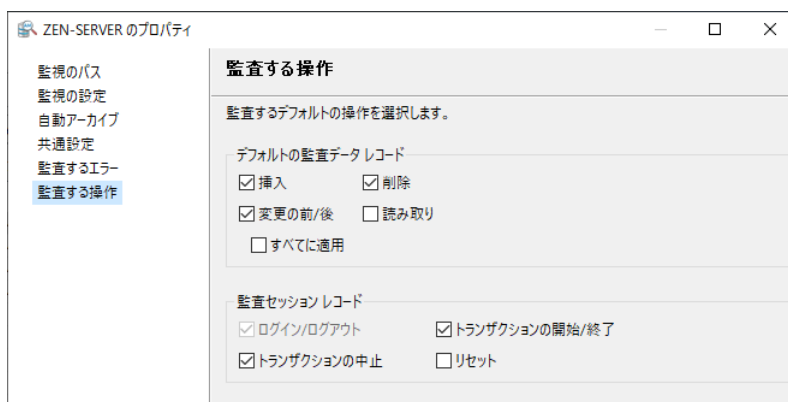 ZEN-SERVER のプロパティ
監視のパス
監視の設定
自動アーカイブ
共通設定
監査するエラー
監査する操作
監査する操作
監査するデフォルトの操作を選択します。
デフォルトの監査データ レコード
挿入 削除
変更の前/後 読み取り
すべてに適用
監査セッション レコード
ログイン/ログアウト トランザクションの開始/終了
トランザクションの中止 リセット